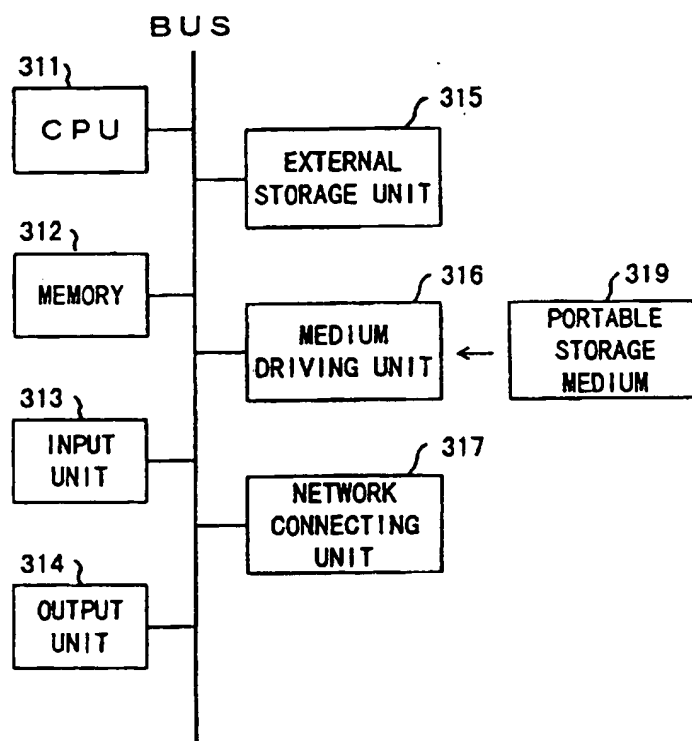 BUS
311
CPU
312
MEMORY
313
INPUT
UNIT
314
OUTPUT
UNIT
315
EXTERNAL
STORAGE UNIT
316
MEDIUM
DRIVING UNIT
319
PORTABLE
STORAGE
MEDIUM
317
NETWORK
CONNECTING
UNIT